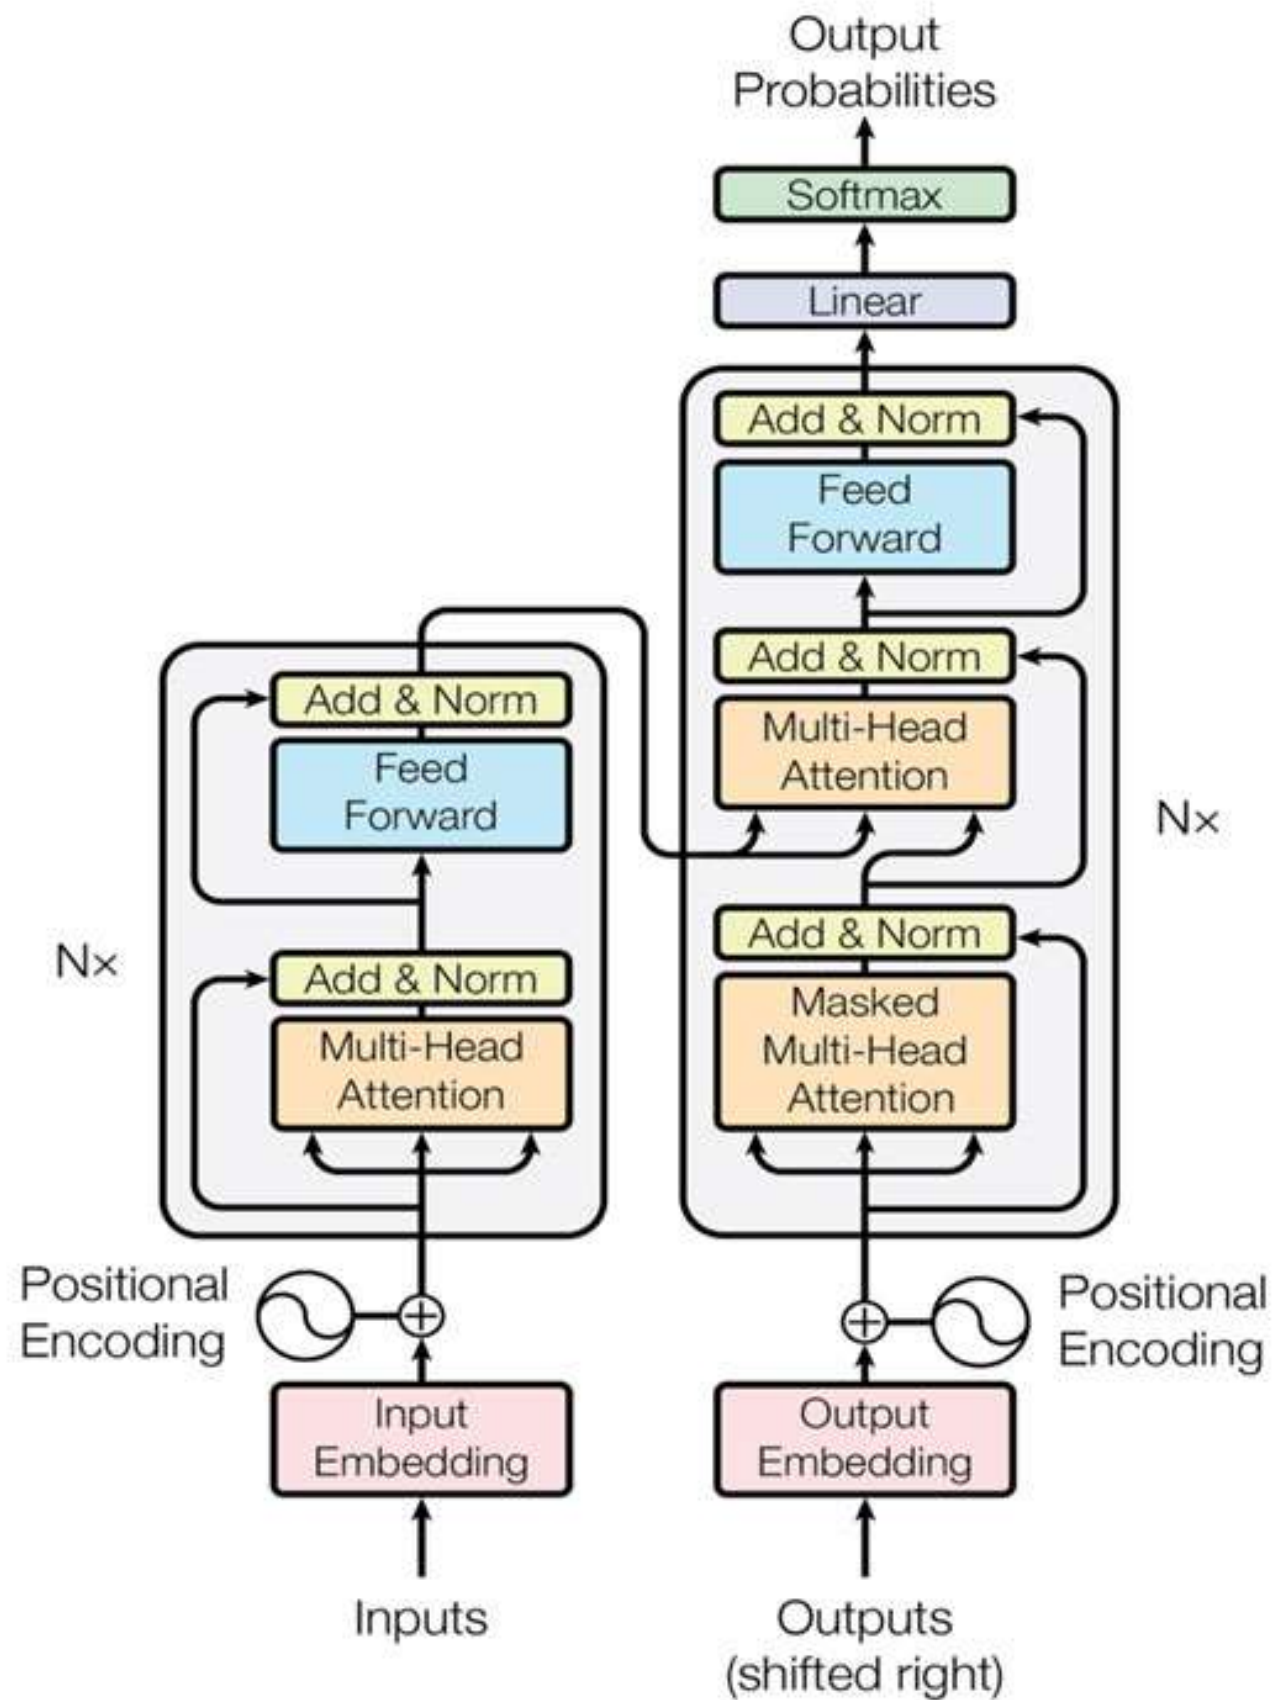 Output
Probabilities
Softmax
Linear
Add & Norm
Feed
Forward
Add & Norm
Multi-Head
Attention
Nx
Add & Norm
Masked
Multi-Head
Attention
Positional
Encoding
Output
Embedding
Outputs
(shifted right)
Add & Norm
Feed
Forward
Nx
Add & Norm
Multi-Head
Attention
Positional
Encoding
Input
Embedding
Inputs